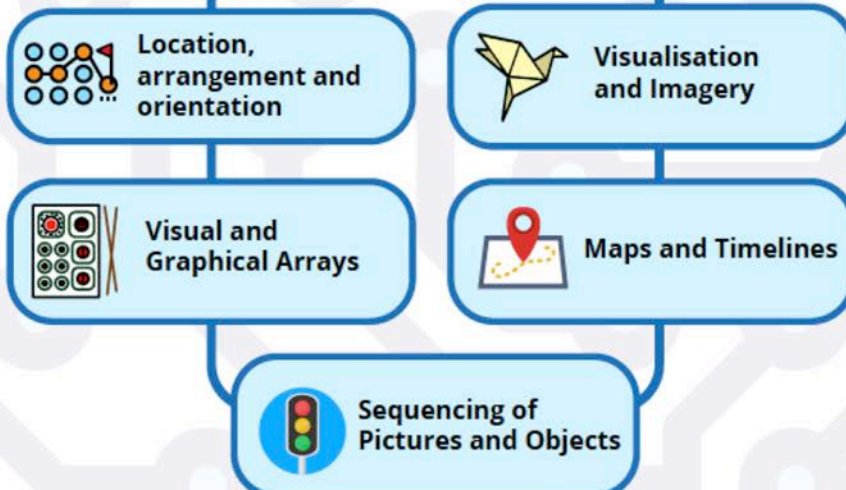 Location,
arrangement and
orientation
Visualisation
and Imagery
Visual and
Graphical Arrays
Maps and Timelines
Sequencing of
Pictures and Objects